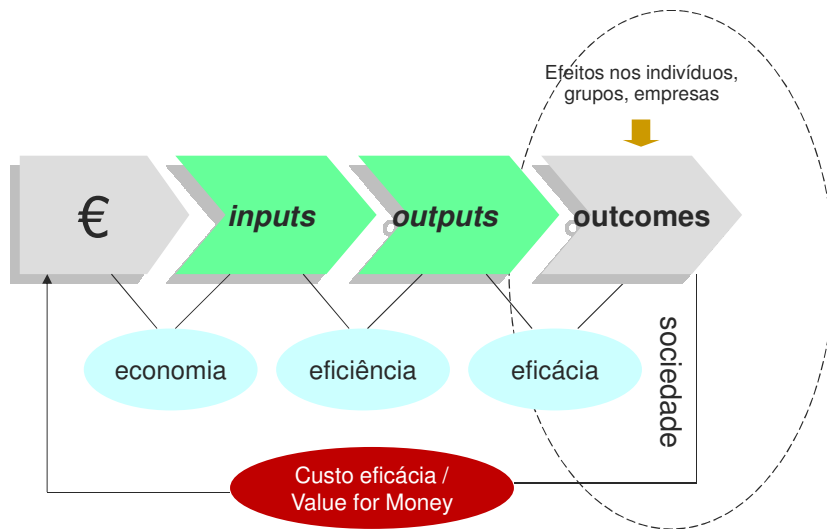 Efeitos nos indivíduos,
grupos, empresas
€
inputs
outputs
outcomes
economia
eficiência
eficácia
sociedade
Custo eficácia /
Value for Money